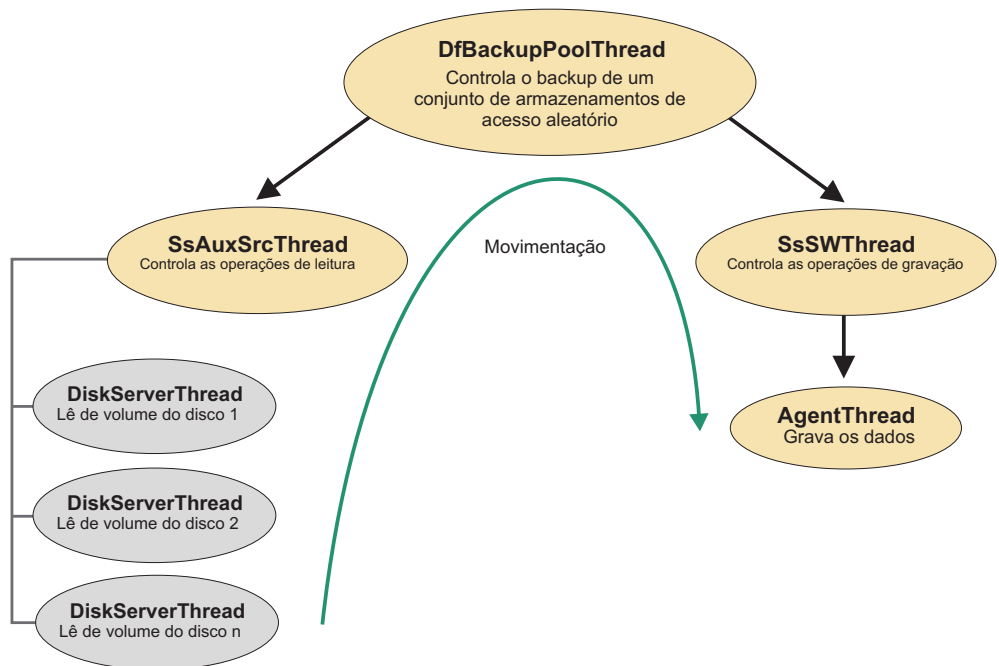 DfBackupPoolThread
Controla o backup de um
conjunto de armazenamentos de
acesso aleatório
SsAuxSrcThread
Controla as operações de leitura
Movimentação
SsSWThread
Controla as operações de gravação
DiskServerThread
Lê de volume do disco 1
AgentThread
Grava os dados
DiskServerThread
Lê de volume do disco 2
DiskServerThread
Lê de volume do disco n